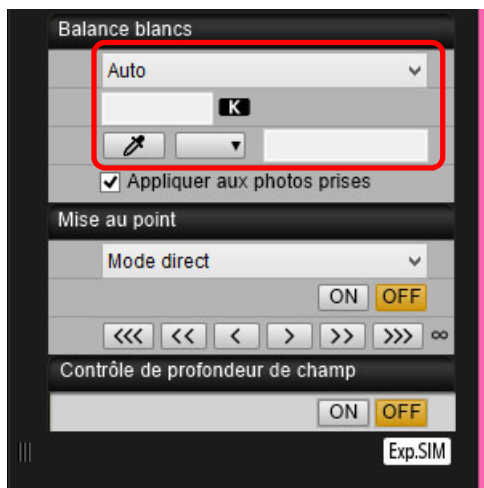 Balance blancs
Auto
K
Appliquer aux photos prises
Mise au point
Mode direct
ON OFF
<<< << < > >> >>> ∞
Contrôle de profondeur de champ
ON OFF
Exp.SIM